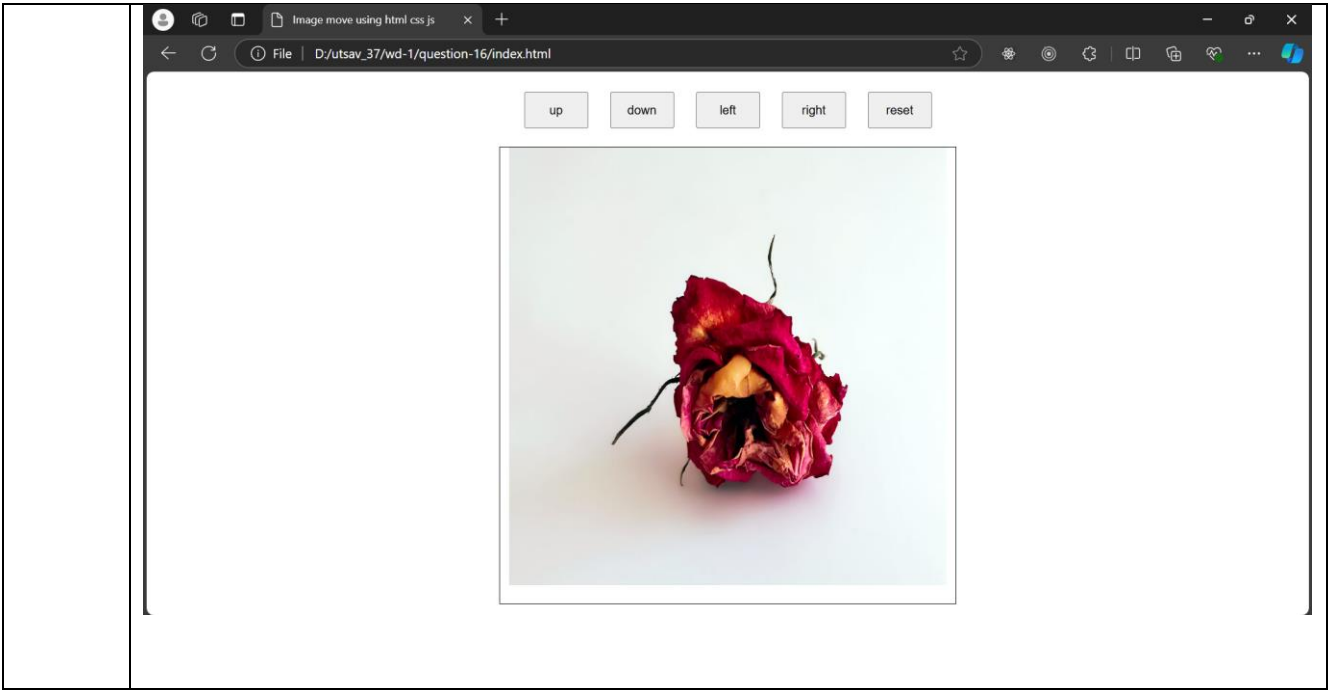 Image move using html css js
File | D:/utsav_37/wd-1/question-16/index.html
up down left right reset